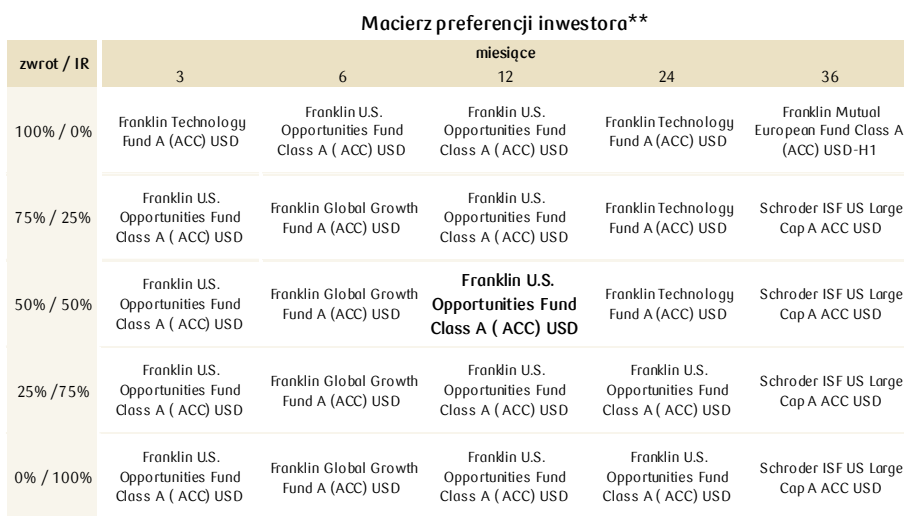 Macierz preferencji inwestora**
zwrot / IR
miesiące
3 6 12 24 36
100% / 0%
Franklin Technology
Fund A (ACC) USD
Franklin U.S.
Opportunities Fund
Class A ( ACC) USD
Franklin U.S.
Opportunities Fund
Class A ( ACC) USD
Franklin Technology
Fund A (ACC) USD
Franklin Mutual
European Fund Class A
(ACC) USD-H1
75% / 25%
Franklin U.S.
Opportunities Fund
Class A ( ACC) USD
Franklin Global Growth
Fund A (ACC) USD
Franklin U.S.
Opportunities Fund
Class A ( ACC) USD
Franklin Technology
Fund A (ACC) USD
Schroder ISF US Large
Cap A ACC USD
50% / 50%
Franklin U.S.
Opportunities Fund
Class A ( ACC) USD
Franklin Global Growth
Fund A (ACC) USD
Franklin U.S.
Opportunities Fund
Class A ( ACC) USD
Franklin Technology
Fund A (ACC) USD
Schroder ISF US Large
Cap A ACC USD
25% /75%
Franklin U.S.
Opportunities Fund
Class A ( ACC) USD
Franklin Global Growth
Fund A (ACC) USD
Franklin U.S.
Opportunities Fund
Class A ( ACC) USD
Franklin U.S.
Opportunities Fund
Class A ( ACC) USD
Schroder ISF US Large
Cap A ACC USD
0% / 100%
Franklin U.S.
Opportunities Fund
Class A ( ACC) USD
Franklin Global Growth
Fund A (ACC) USD
Franklin U.S.
Opportunities Fund
Class A ( ACC) USD
Franklin U.S.
Opportunities Fund
Class A ( ACC) USD
Schroder ISF US Large
Cap A ACC USD